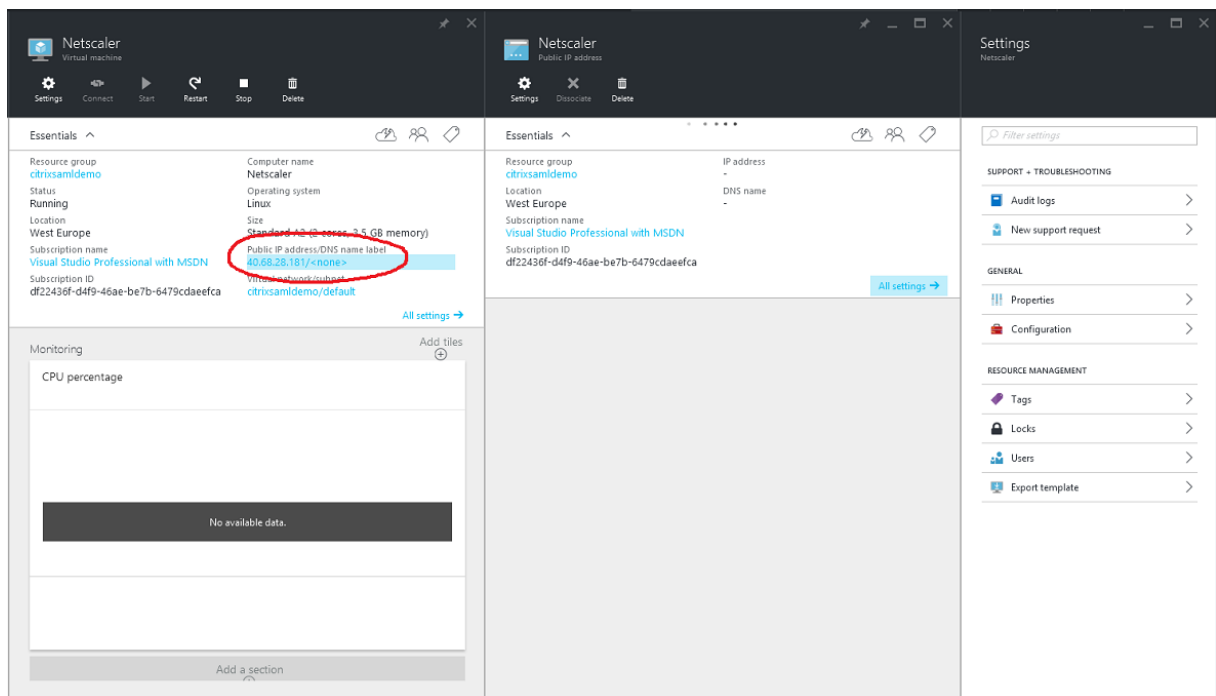 Netscaler
Virtual machine
Settings Connect Start Restart Stop Delete
Essentials
Resource group
citrixsamldemo
Status
Running
Location
West Europe
Subscription name
Visual Studio Professional with MSDN
Subscription ID
df22436f-d4f9-46ae-be7b-6479cdaeefca
Computer name
Netscaler
Operating system
Linux
Size
Standard A2 (2 cores, 3.5 GB memory)
Public IP address/DNS name label
40.68.28.181/<none>
Virtual network/subnet
citrixsamldemo/default
All settings
Monitoring
Add tiles
CPU percentage
No available data.
Add a section
Netscaler
Public IP address
Settings Dissociate Delete
Essentials
Resource group
citrixsamldemo
Location
West Europe
Subscription name
Visual Studio Professional with MSDN
Subscription ID
df22436f-d4f9-46ae-be7b-6479cdaeefca
IP address
-
DNS name
-
All settings
Settings
Netscaler
Filter settings
SUPPORT + TROUBLESHOOTING
Audit logs
New support request
GENERAL
Properties
Configuration
RESOURCE MANAGEMENT
Tags
Locks
Users
Export template